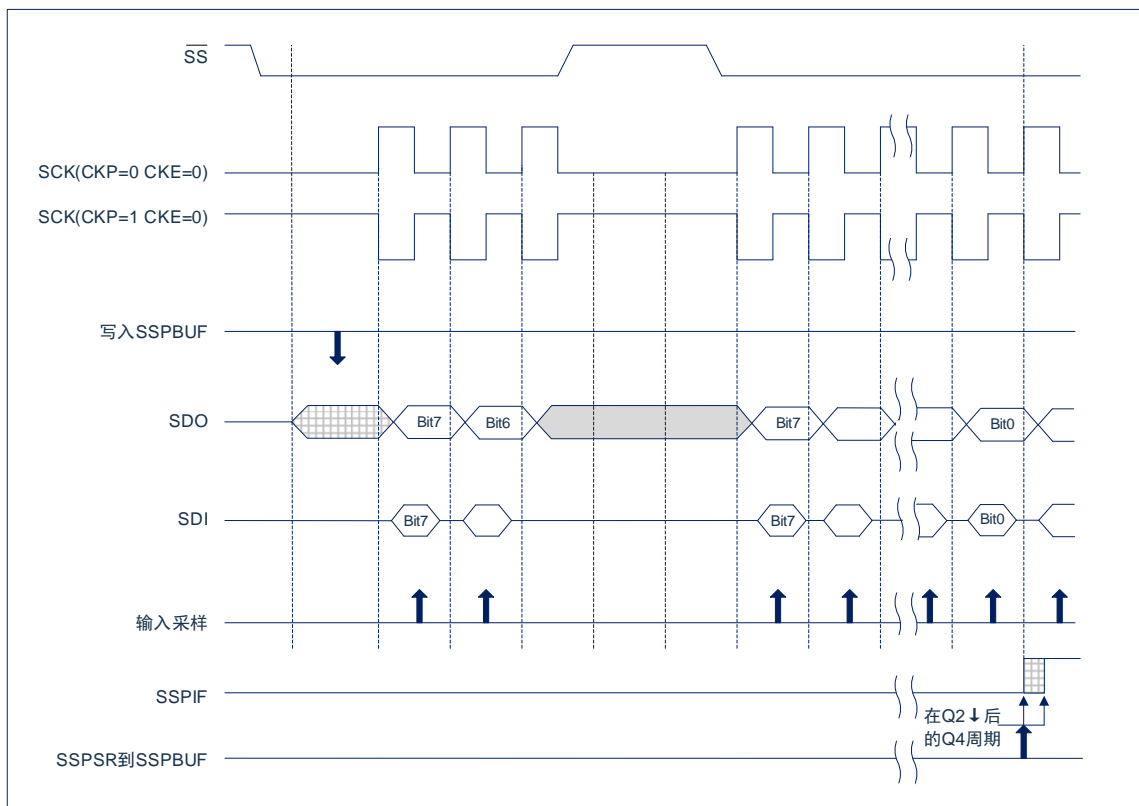 SS
SCK(CKP=0 CKE=0)
SCK(CKP=1 CKE=0)
写入SSPBUF
SDO
Bit7
Bit6
Bit7
Bit0
SDI
Bit7
Bit7
Bit0
输入采样
SSPIF
在Q2↓后
的Q4周期
SSPSR到SSPBUF